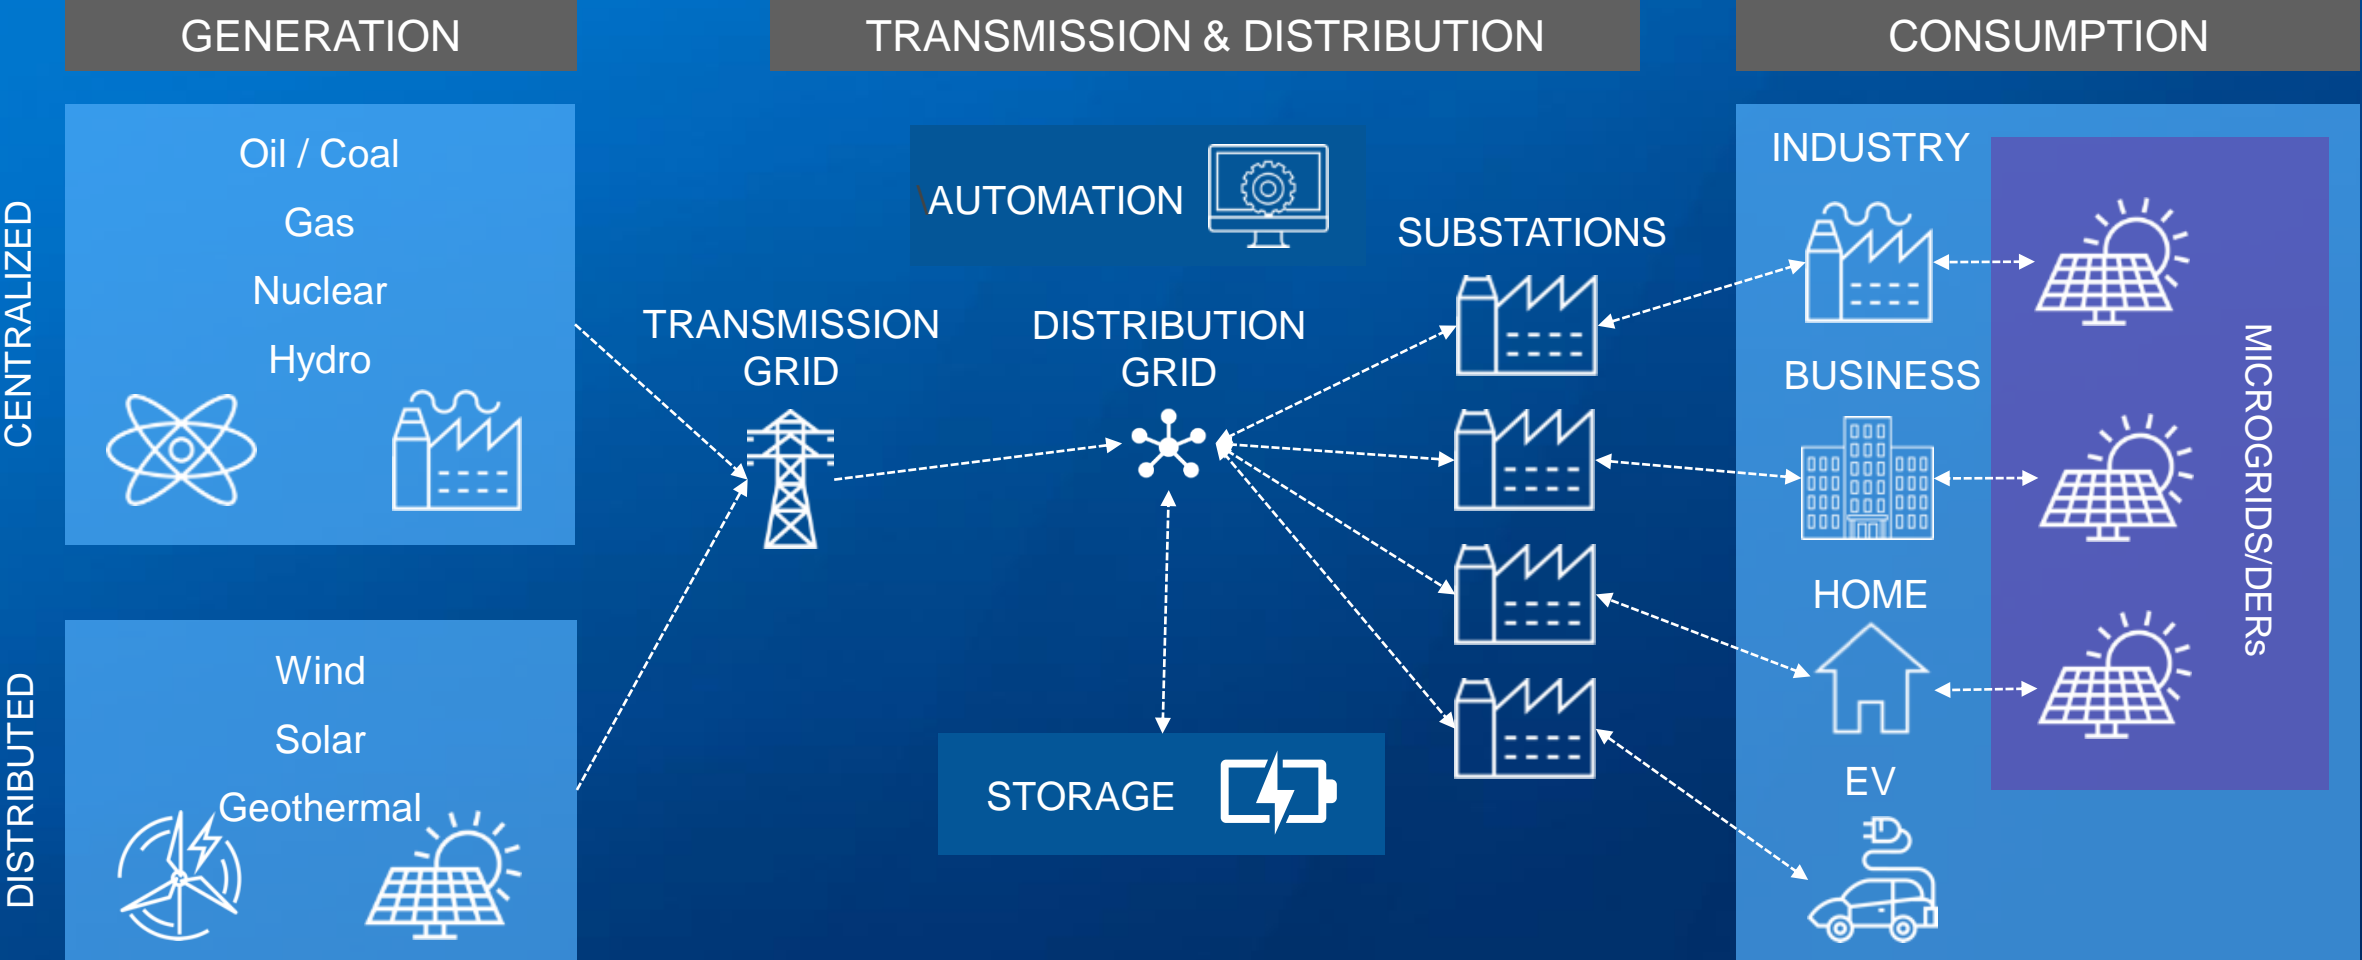 GENERATION
TRANSMISSION & DISTRIBUTION
CONSUMPTION
CENTRALIZED
Oil / Coal
Gas
Nuclear
Hydro
DISTRIBUTED
Wind
Solar
Geothermal
TRANSMISSION
GRID
\AUTOMATION
DISTRIBUTION
GRID
STORAGE
SUBSTATIONS
INDUSTRY
BUSINESS
HOME
EV
MICROGRIDS/DERs